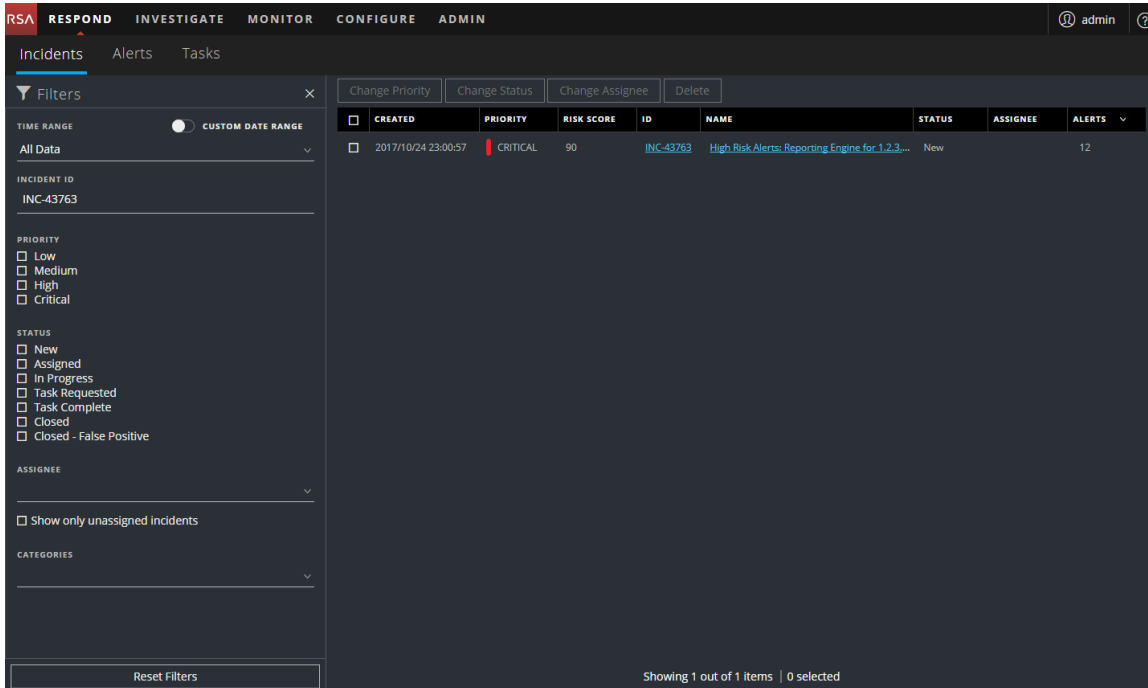 RSA RESPOND INVESTIGATE MONITOR CONFIGURE ADMIN admin
Incidents Alerts Tasks
Filters
TIME RANGE CUSTOM DATE RANGE
All Data
INCIDENT ID
INC-43763
PRIORITY
Low
Medium
High
Critical
STATUS
New
Assigned
In Progress
Task Requested
Task Complete
Closed
Closed - False Positive
ASSIGNEE
Show only unassigned incidents
CATEGORIES
Reset Filters
Change Priority Change Status Change Assignee Delete
CREATED PRIORITY RISK SCORE ID NAME STATUS ASSIGNEE ALERTS
2017/10/24 23:00:57 CRITICAL 90 INC-43763 High Risk Alerts: Reporting Engine for 1.2.3.... New 12
Showing 1 out of 1 items | 0 selected